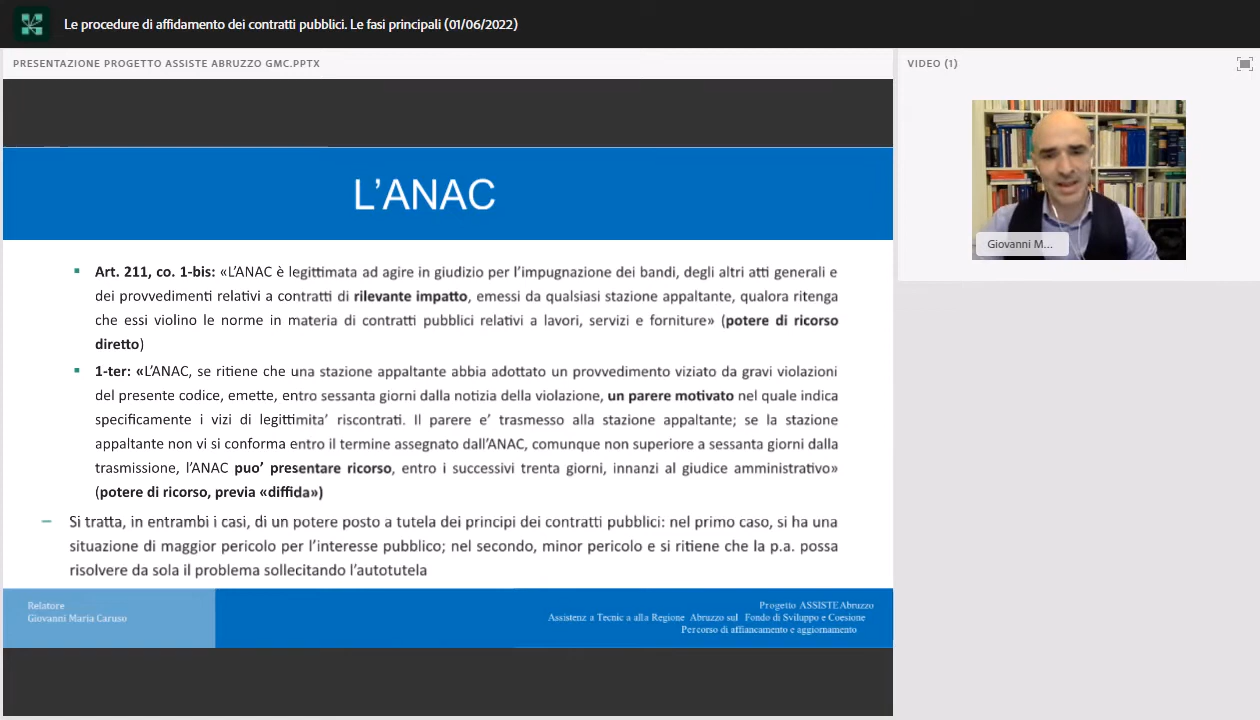 Le procedure di affidamento dei contratti pubblici. Le fasi principali (01/06/2022)
PRESENTAZIONE PROGETTO ASSISTE ABRUZZO GMC.PPTX
VIDEO (1)
L'ANAC
▪ Art. 211, co. 1-bis: «L'ANAC è legittimata ad agire in giudizio per l'impugnazione dei bandi, degli altri atti generali e
dei provvedimenti relativi a contratti di rilevante impatto, emessi da qualsiasi stazione appaltante, qualora ritenga
che essi violino le norme in materia di contratti pubblici relativi a lavori, servizi e forniture» (potere di ricorso
diretto)
▪ 1-ter: «L'ANAC, se ritiene che una stazione appaltante abbia adottato un provvedimento viziato da gravi violazioni
del presente codice, emette, entro sessanta giorni dalla notizia della violazione, un parere motivato nel quale indica
specificamente i vizi di legittimita' riscontrati. Il parere e' trasmesso alla stazione appaltante; se la stazione
appaltante non vi si conforma entro il termine assegnato dall'ANAC, comunque non superiore a sessanta giorni dalla
trasmissione, l'ANAC puo' presentare ricorso, entro i successivi trenta giorni, innanzi al giudice amministrativo»
(potere di ricorso, previa «diffida»)
– Si tratta, in entrambi i casi, di un potere posto a tutela dei principi dei contratti pubblici: nel primo caso, si ha una
situazione di maggior pericolo per l'interesse pubblico; nel secondo, minor pericolo e si ritiene che la p.a. possa
risolvere da sola il problema sollecitando l'autotutela
Relatore
Giovanni Maria Caruso
Progetto ASSISTE Abruzzo
Assistenz a Tecnic a alla Regione Abruzzo sul Fondo di Sviluppo e Coesione
Percorso di affiancamento e aggiornamento
Giovanni M...